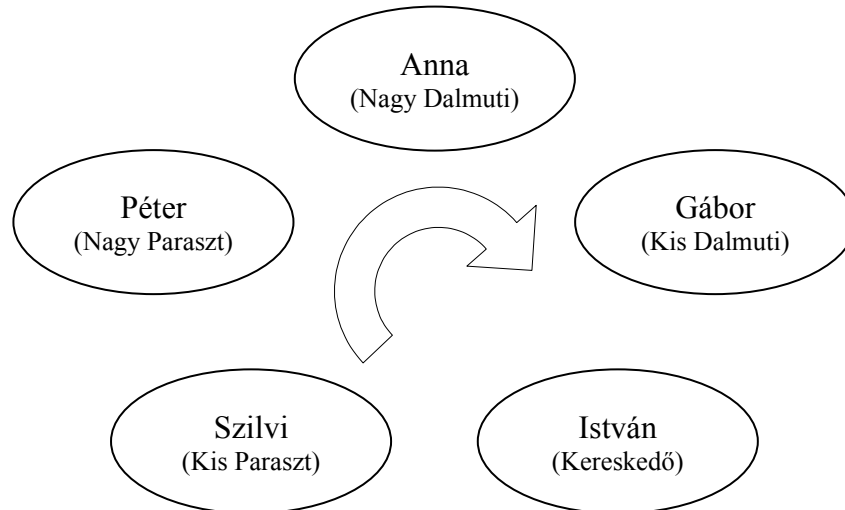 Anna
(Nagy Dalmuti)
Péter
(Nagy Paraszt)
Gábor
(Kis Dalmuti)
Szilvi
(Kis Paraszt)
István
(Kereskedő)